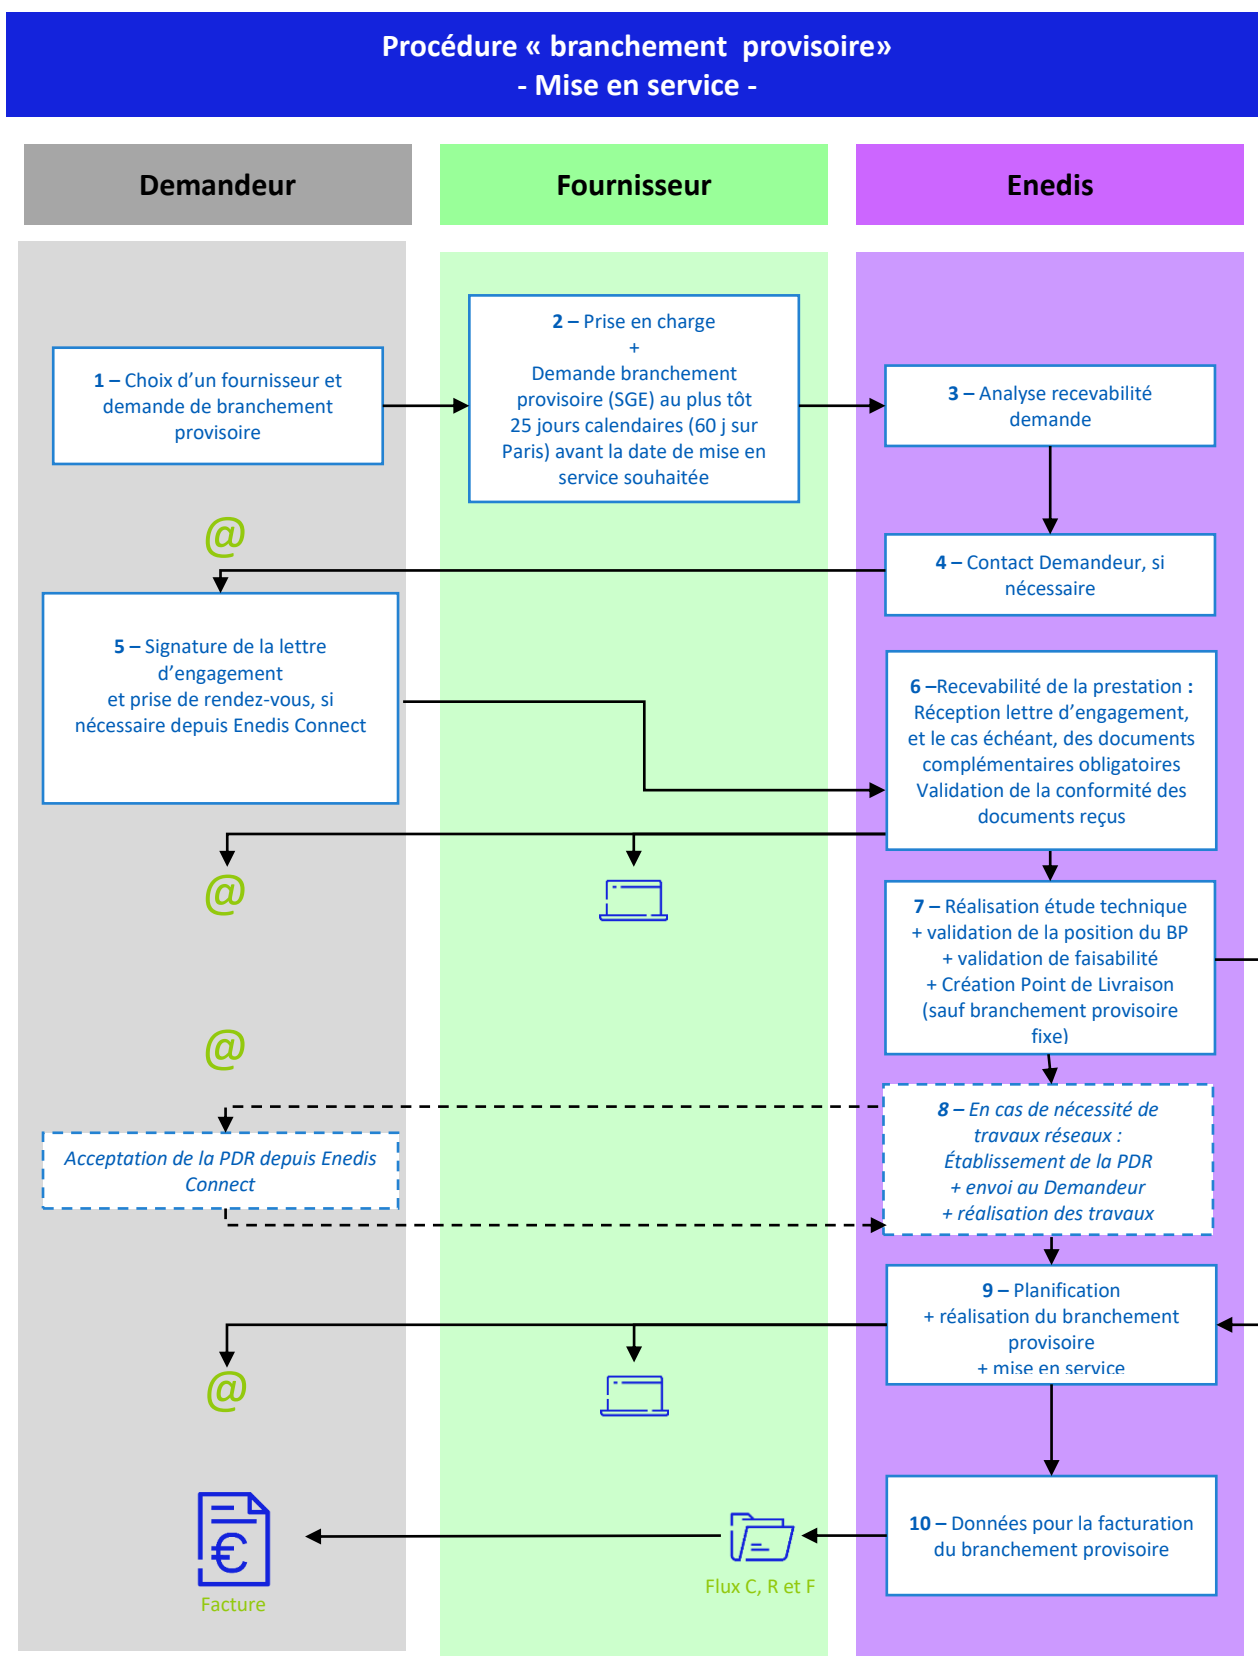 Procédure « branchement  provisoire»
- Mise en service -
Demandeur
Fournisseur
Enedis
1 – Choix d’un fournisseur et
demande de branchement
provisoire
2 – Prise en charge
+
Demande branchement
provisoire (SGE) au plus tôt
25 jours calendaires (60 j sur
Paris) avant la date de mise en
service souhaitée
3 – Analyse recevabilité
demande
@
4 – Contact Demandeur, si
nécessaire
5 – Signature de la lettre
d’engagement
et prise de rendez-vous, si
nécessaire depuis Enedis Connect
6 –Recevabilité de la prestation :
Réception lettre d’engagement,
et le cas échéant, des documents
complémentaires obligatoires
Validation de la conformité des
documents reçus
@
7 – Réalisation étude technique
+ validation de la position du BP
+ validation de faisabilité
+ Création Point de Livraison
(sauf branchement provisoire
fixe)
@
8 – En cas de nécessité de
travaux réseaux :
Établissement de la PDR
+ envoi au Demandeur
+ réalisation des travaux
Acceptation de la PDR depuis Enedis
Connect
9 – Planification
+ réalisation du branchement
provisoire
+ mise en service
@
10 – Données pour la facturation
du branchement provisoire
€
Flux C, R et F
Facture